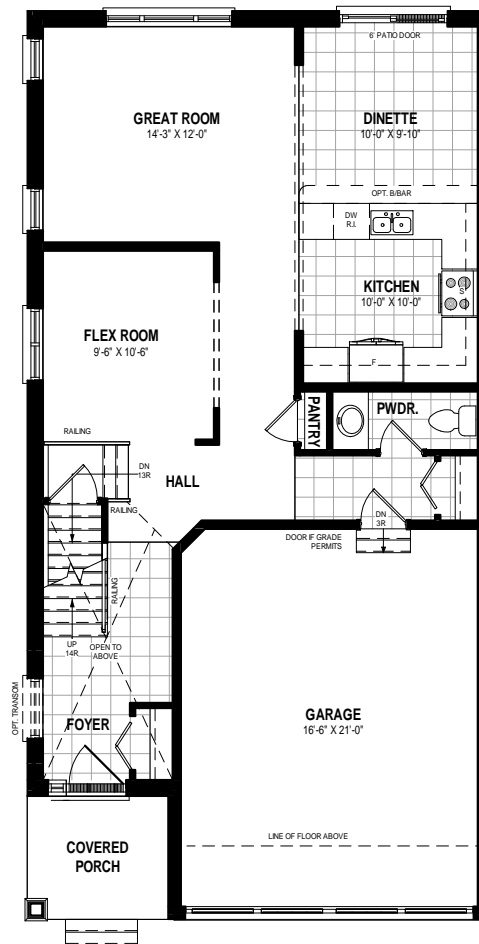 6' PATIO DOOR
GREAT ROOM
14'-3" X 12'-0"
DINETTE
10'-0" X 9'-10"
OPT. B/BAR
DW
R.I.
KITCHEN
10'-0" X 10'-0"
S
FLEX ROOM
9'-6" X 10'-6"
F
PANTRY
PWDR.
RAILING
DN
13R
HALL
RAILING
DN
3R
DOOR IF GRADE
PERMITS
RAILING
UP
14R
OPEN TO
ABOVE
OPT. TRANSOM
FOYER
GARAGE
16'-6" X 21'-0"
LINE OF FLOOR ABOVE
COVERED
PORCH